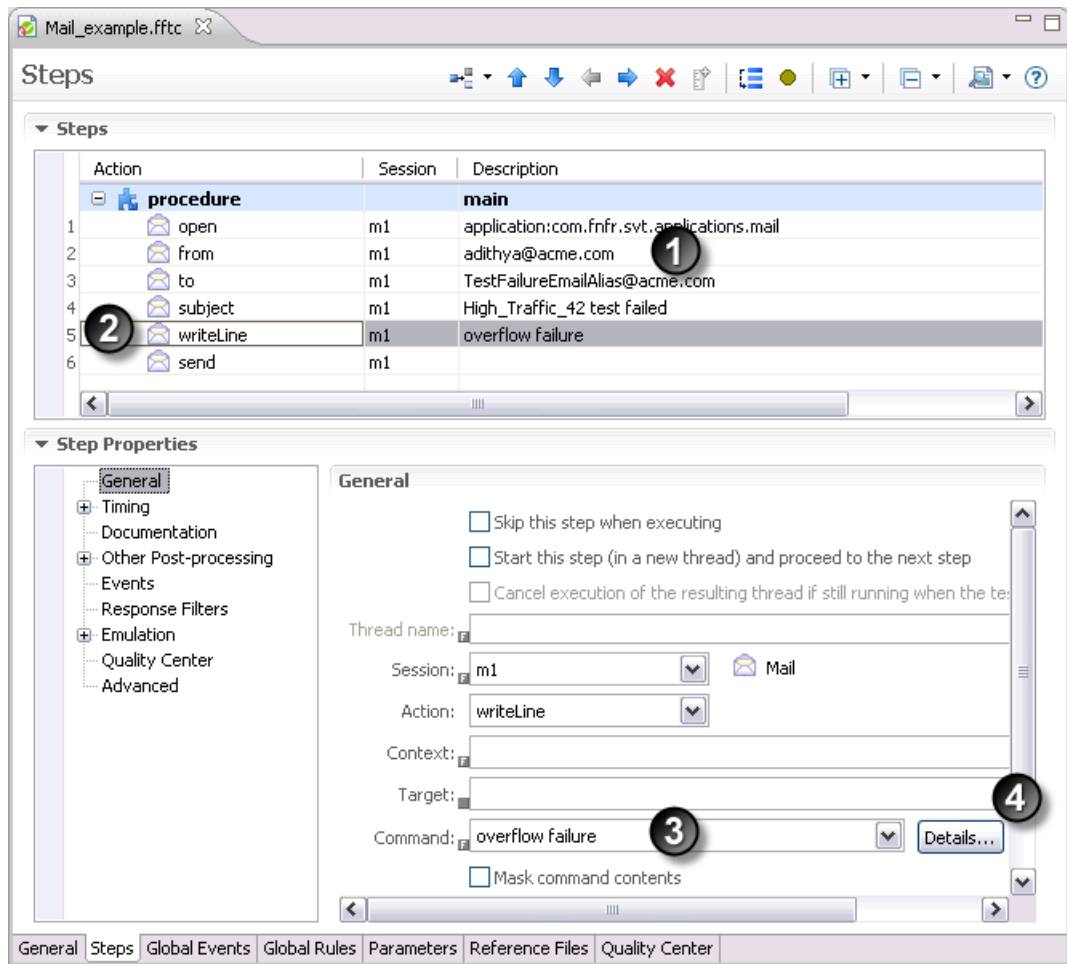 Mail_example.fftc
Steps
Steps
Action Session Description
procedure main
1 open m1 application:com.fnfr.svt.applications.mail
2 from m1 adithya@acme.com 1
3 to m1 TestFailureEmailAlias@acme.com
4 subject m1 High_Traffic_42 test failed
5 2 writeLine m1 overflow failure
6 send m1
Step Properties
General
Timing
Documentation
Other Post-processing
Events
Response Filters
Emulation
Quality Center
Advanced
General
Skip this step when executing
Start this step (in a new thread) and proceed to the next step
Cancel execution of the resulting thread if still running when the te
Thread name: F
Session: F m1 Mail
Action: writeLine
Context: F
Target: 4
Command: F overflow failure 3 Details...
Mask command contents
General Steps Global Events Global Rules Parameters Reference Files Quality Center